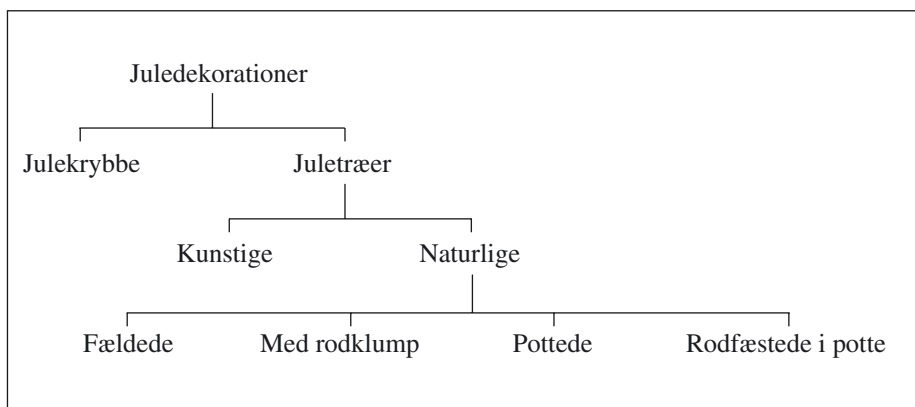 Juledekorationer
Julekrybbe Juletræer
Kunstige Naturlige
Fældede Med rodklump Pottede Rodfæstede i potte